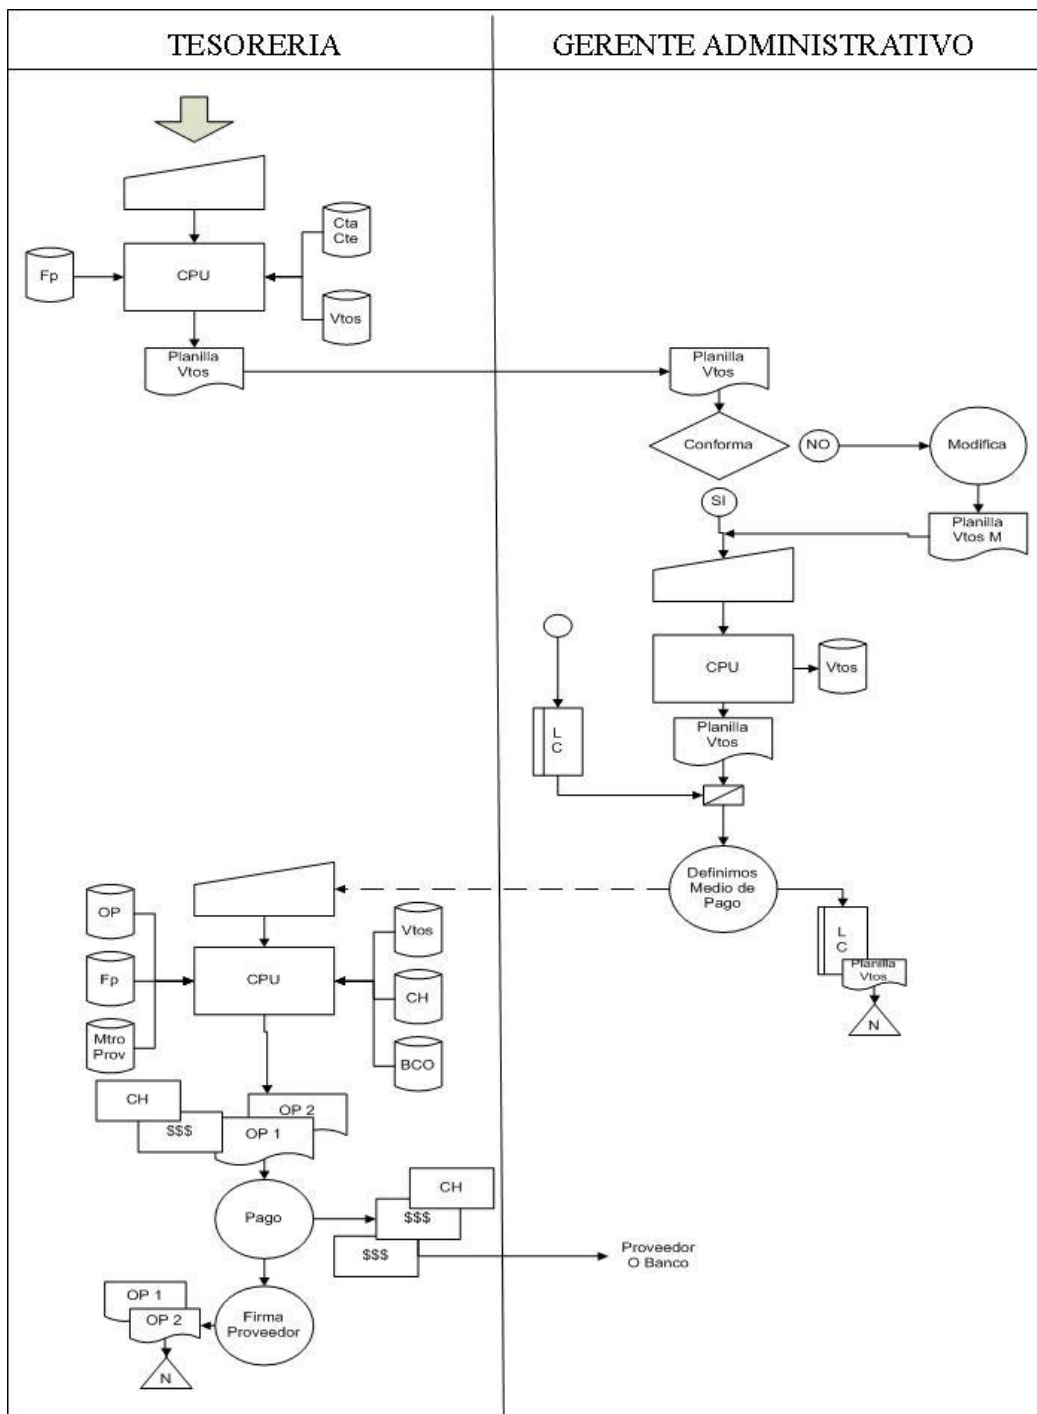 TESORERIA
GERENTE ADMINISTRATIVO
Cta
Cte
Fp
CPU
Vtos
Planilla
Vtos
Planilla
Vtos
Conforma
NO
Modifica
SI
Planilla
Vtos M
CPU
Vtos
L
C
Planilla
Vtos
Definimos
Medio de
Pago
OP
Vtos
L
C
Fp
CPU
CH
Planilla
Vtos
N
Mtro
Prov
BCO
CH
OP 2
$$$
OP 1
CH
Pago
$$$
$$$
Proveedor
O Banco
OP 1
OP 2
Firma
Proveedor
N